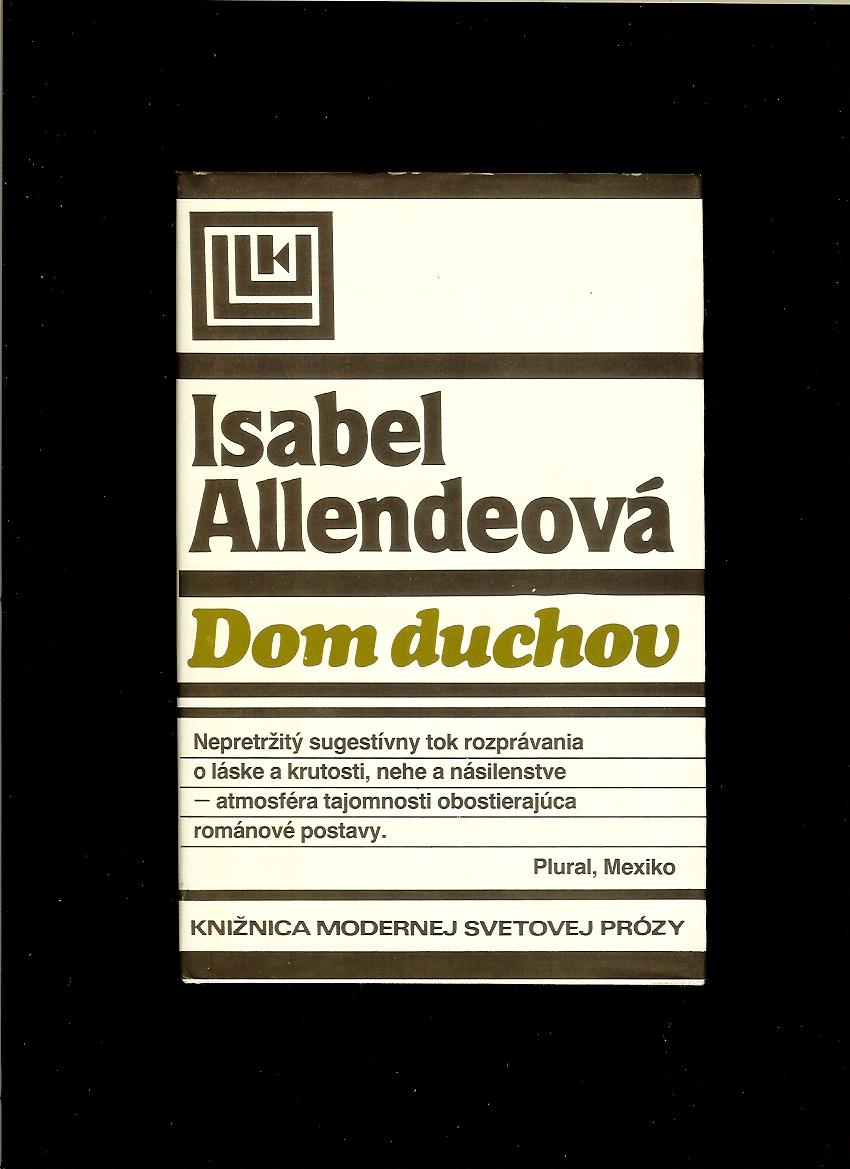 Isabel
Allendeová
Dom duchov
Nepretržitý sugestívny tok rozprávania
o láske a krutosti, nehe a násilenstve
— atmosféra tajomnosti obostierajúca
románové postavy.
Plural, Mexiko
KNIŽNICA MODERNEJ SVETOVEJ PRÓZY